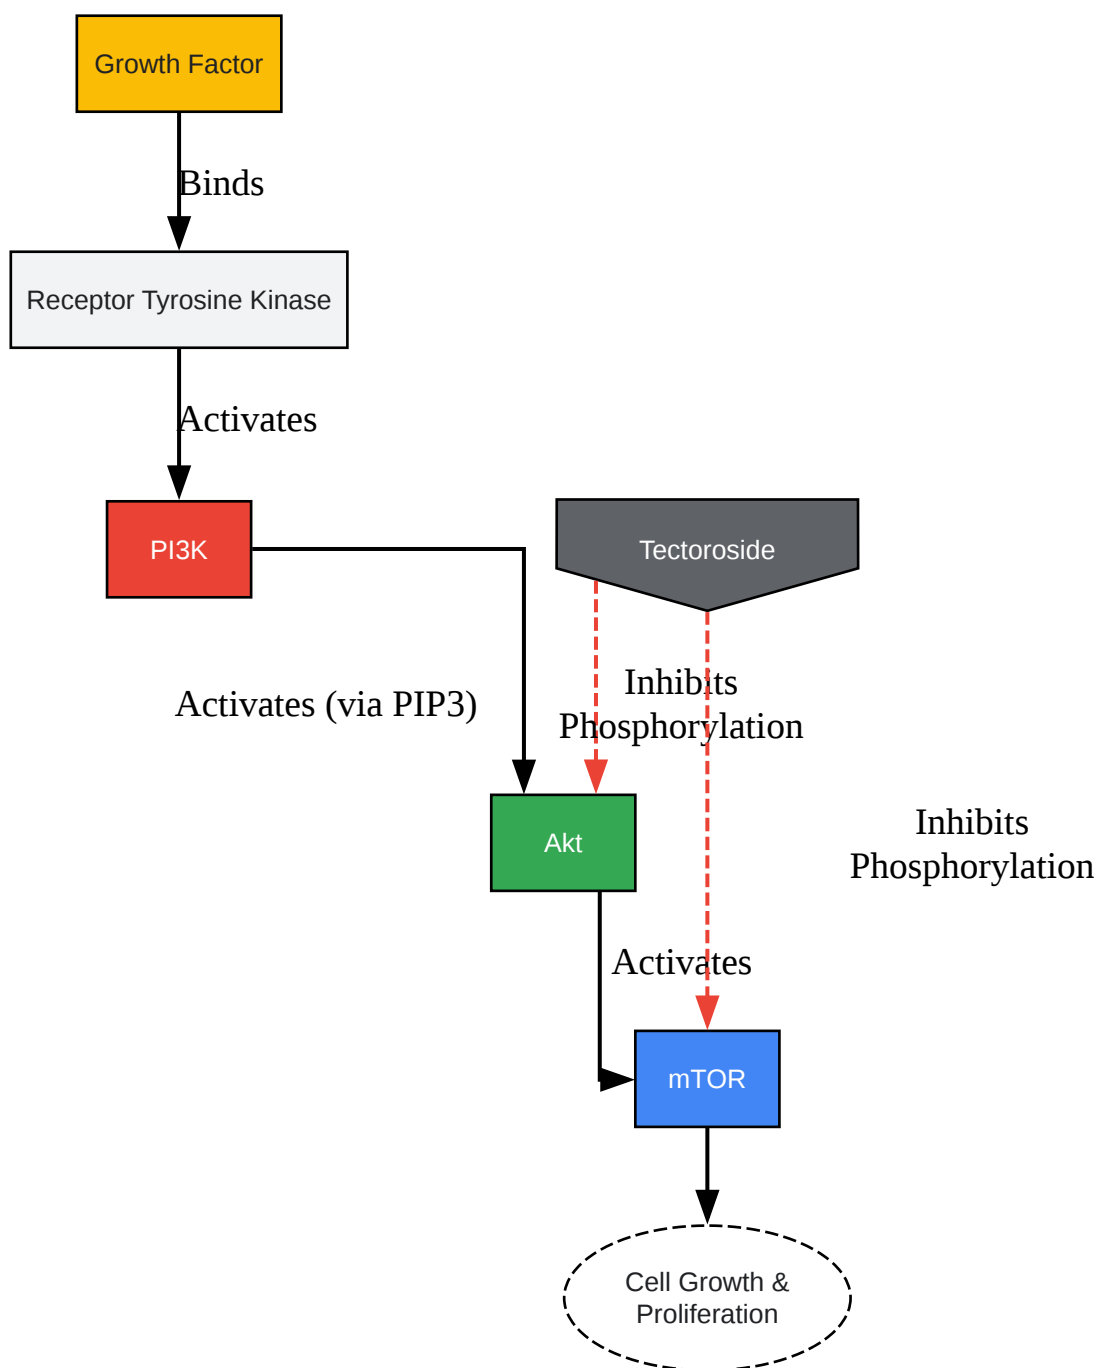 Growth Factor
Binds
Receptor Tyrosine Kinase
Activates
PI3K
Tectoroside
Activates (via PIP3)
Inhibits
Phosphorylation
Inhibits
Phosphorylation
Akt
Activates
mTOR
Cell Growth &
Proliferation